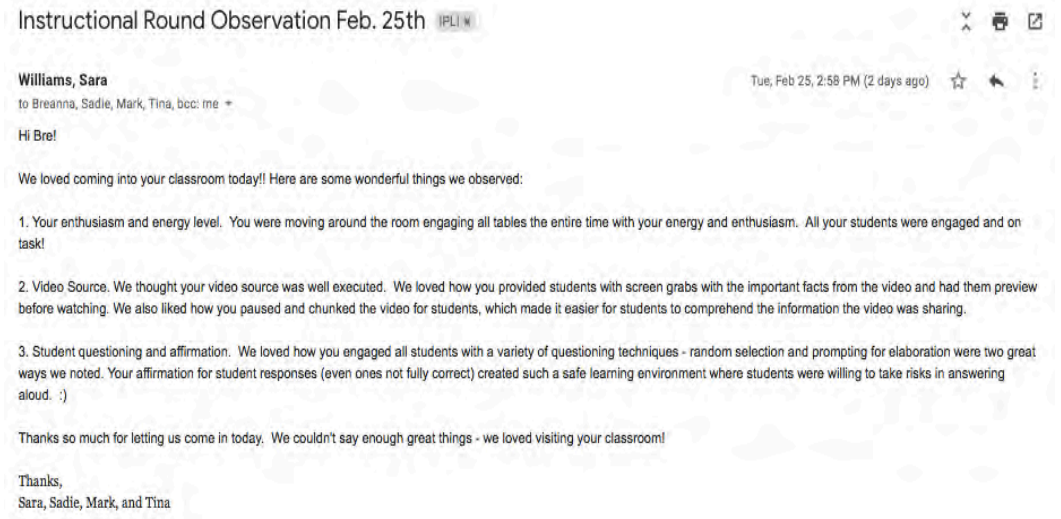 Instructional Round Observation Feb. 25th IPLI x
Williams, Sara
Tue, Feb 25, 2:58 PM (2 days ago)
to Breanna, Sadie, Mark, Tina, bcc: me
Hi Bre!
We loved coming into your classroom today!! Here are some wonderful things we observed:
1. Your enthusiasm and energy level.  You were moving around the room engaging all tables the entire time with your energy and enthusiasm.  All your students were engaged and on
task!
2. Video Source. We thought your video source was well executed.  We loved how you provided students with screen grabs with the important facts from the video and had them preview
before watching. We also liked how you paused and chunked the video for students, which made it easier for students to comprehend the information the video was sharing.
3. Student questioning and affirmation.  We loved how you engaged all students with a variety of questioning techniques - random selection and prompting for elaboration were two great
ways we noted. Your affirmation for student responses (even ones not fully correct) created such a safe learning environment where students were willing to take risks in answering
aloud.  :)
Thanks so much for letting us come in today.  We couldn't say enough great things - we loved visiting your classroom!
Thanks,
Sara, Sadie, Mark, and Tina